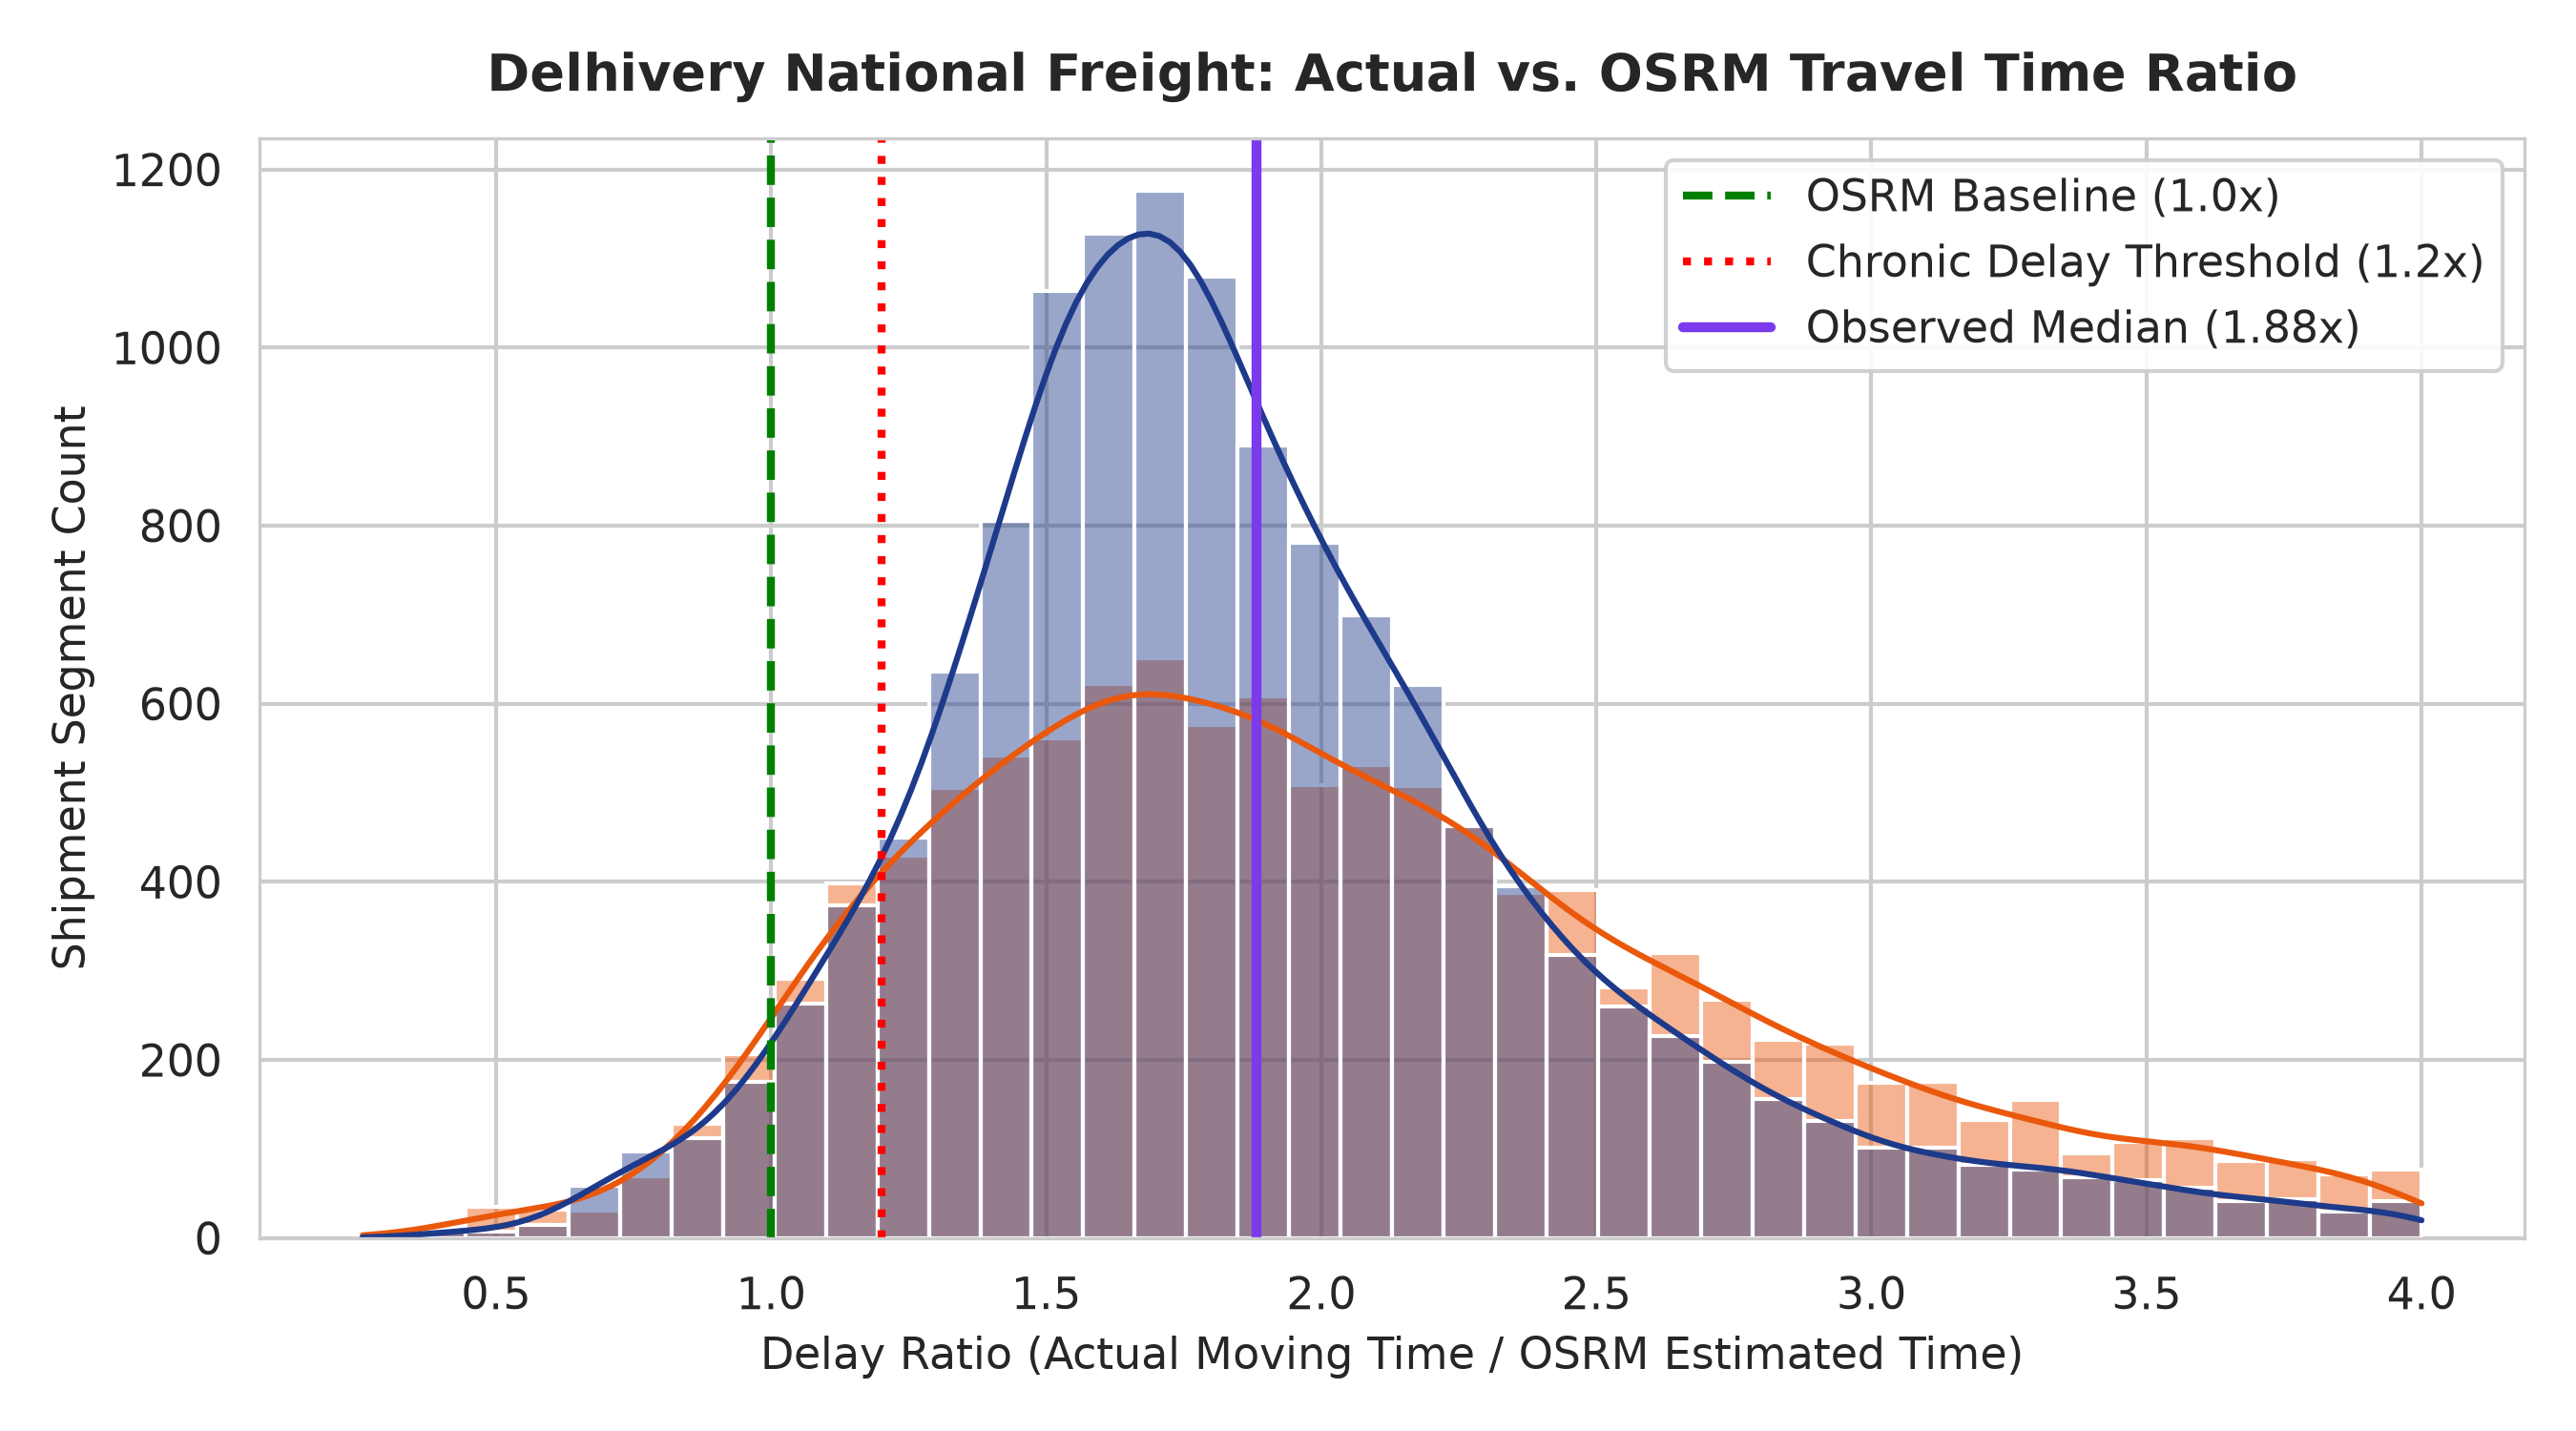 Delhivery National Freight: Actual vs. OSRM Travel Time Ratio
1200
1000
800
600
400
200
0
Shipment Segment Count
OSRM Baseline (1.0x)
Chronic Delay Threshold (1.2x)
Observed Median (1.88x)
0.5 1.0 1.5 2.0 2.5 3.0 3.5 4.0
Delay Ratio (Actual Moving Time / OSRM Estimated Time)